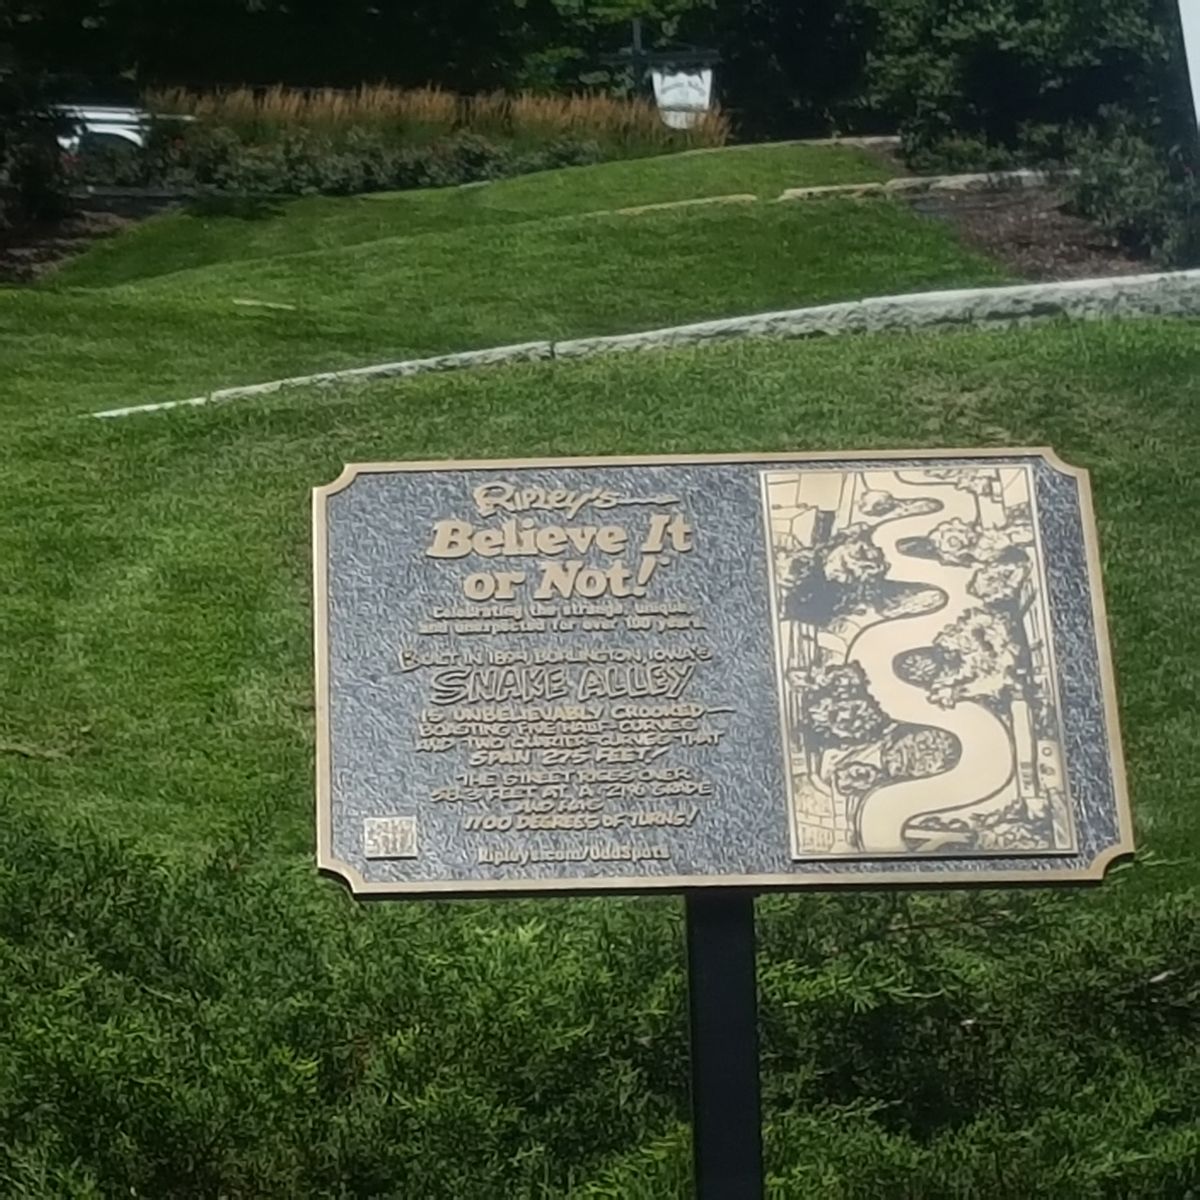 Ripley's
Believe It
or Not!
Celebrating the strange, unique,
and unexpected for over 100 years.
BUILT IN 1894, BURLINGTON, IOWA'S
SNAKE ALLEY
IS UNBELIEVABLY CROOKED—
BOASTING FIVE HALF-CURVES
AND TWO QUARTER-CURVES THAT
SPAN 275 FEET!
THE STREET RISES OVER
FEET AT A 21% GRADE
AND HAS
1100 DEGREES OF TURNS!
Ripleys.com/OddSpots